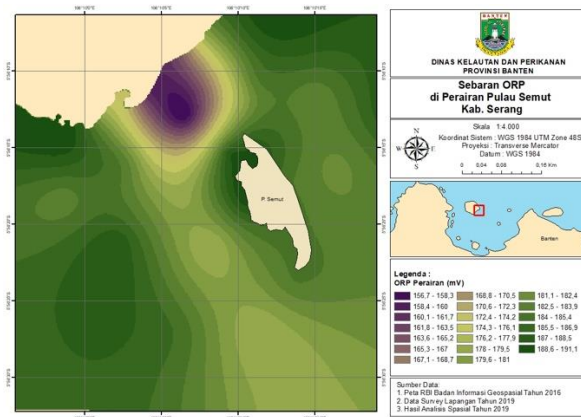 P. Semut
BANTEN
DINAS KELAUTAN DAN PERIKANAN
PROVINSI BANTEN
Sebaran ORP
di Perairan Pulau Semut
Kab. Serang
Skala 1:4.000
Koordinat Sistem : WGS 1984 UTM Zone 48S
Proyeksi : Transverse Mercator
Datum : WGS 1984
N
W E
S
0 0,04 0,08 0,16 Km
Banten
Legenda :
ORP Perairan (mV)
156,7 - 158,3 168,8 - 170,5 181,1 - 182,4
158,4 - 160 170,6 - 172,3 182,5 - 183,9
160,1 - 161,7 172,4 - 174,2 184 - 185,4
161,8 - 163,5 174,3 - 176,1 185,5 - 186,9
163,6 - 165,2 176,2 - 177,9 187 - 188,5
165,3 - 167 178 - 179,5 188,6 - 191,1
167,1 - 168,7 179,6 - 181
Sumber Data:
1. Peta RBI Badan Informasi Geospasial Tahun 2016
2. Data Survey Lapangan Tahun 2019
3. Hasil Analisis Spasial Tahun 2019